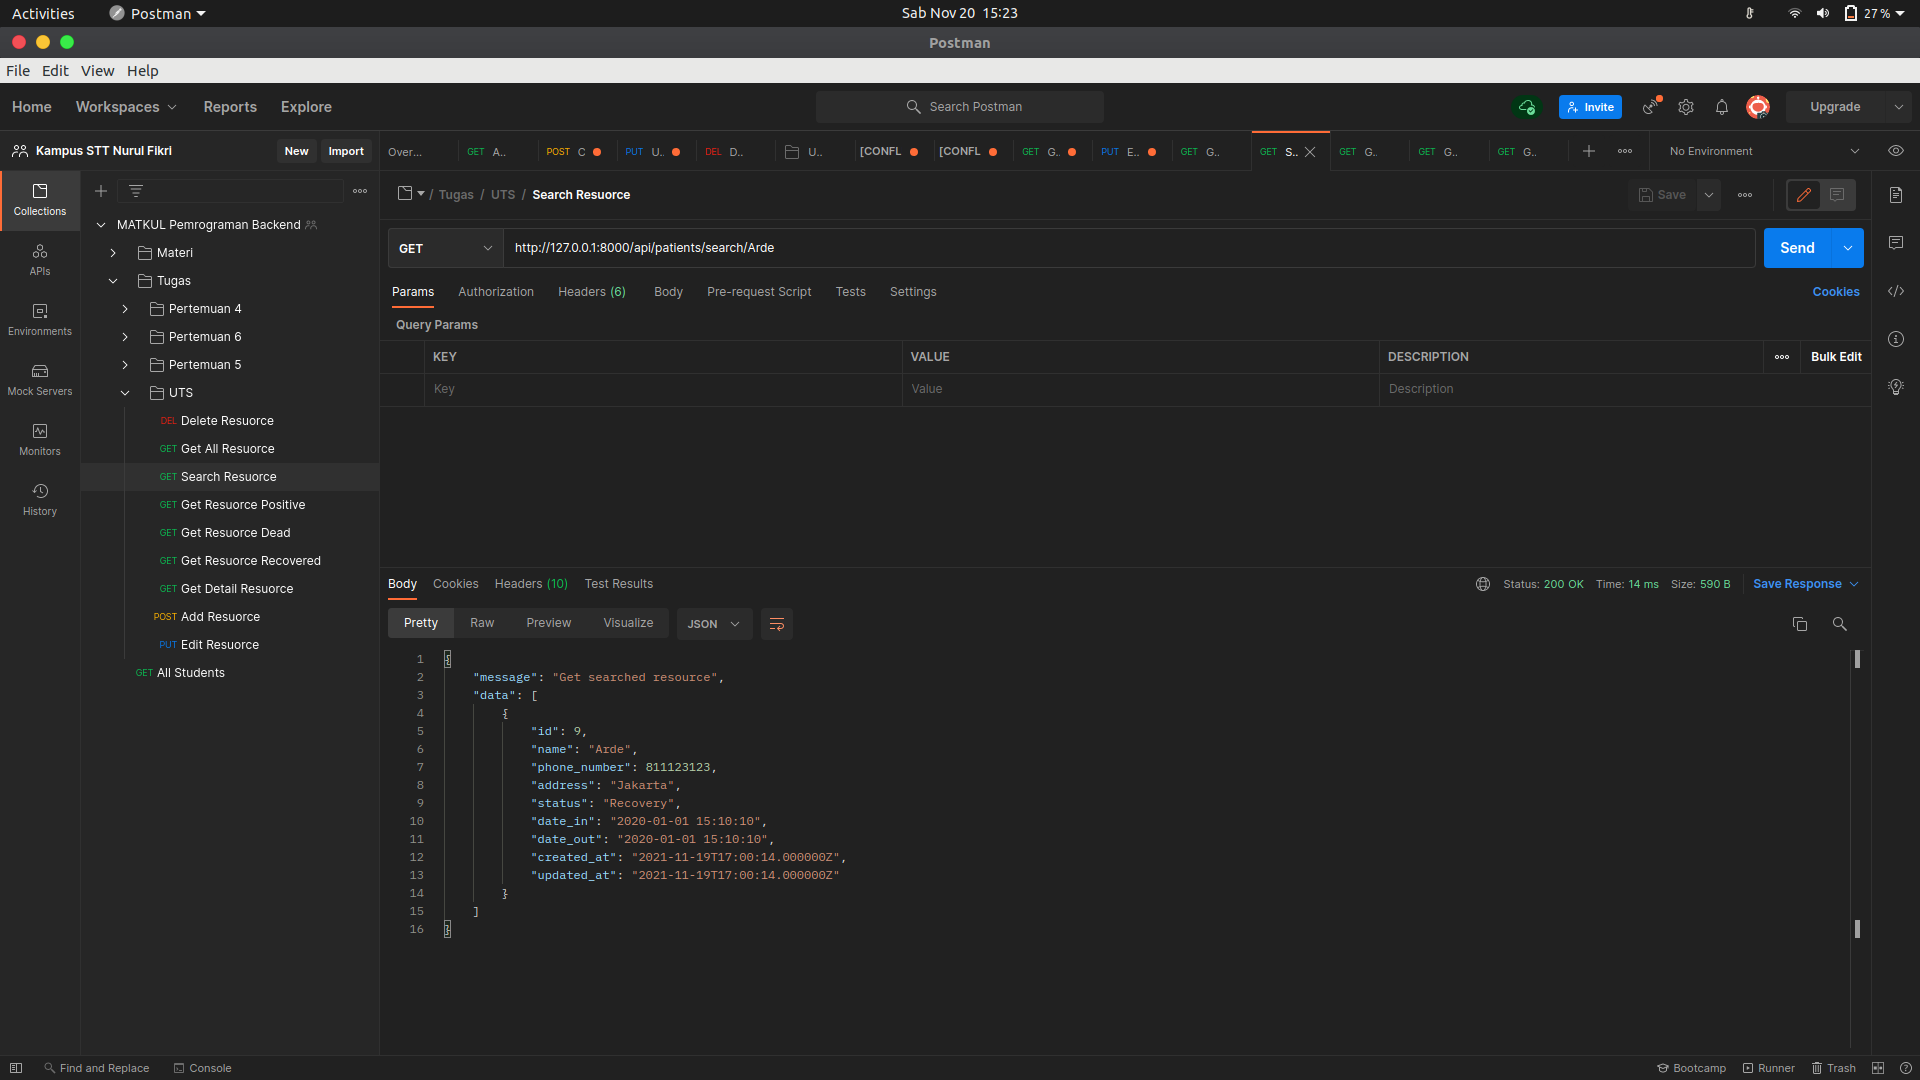 Activities Postman Sab Nov 20 15:23 27 %
Postman
File Edit View Help
Home Workspaces Reports Explore Search Postman Invite Upgrade
Kampus STT Nurul Fikri New Import
Over... GET A.. POST C PUT U.. DEL D.. U.. [CONFL [CONFL GET G.. PUT E.. GET G.. GET S.. GET G.. GET G.. GET G.. No Environment
Collections
APIs
Environments
Mock Servers
Monitors
History
MATKUL Pemrograman Backend
Materi
Tugas
Pertemuan 4
Pertemuan 6
Pertemuan 5
UTS
DEL Delete Resuorce
GET Get All Resuorce
GET Search Resuorce
GET Get Resuorce Positive
GET Get Resuorce Dead
GET Get Resuorce Recovered
GET Get Detail Resuorce
POST Add Resuorce
PUT Edit Resuorce
GET All Students
/ Tugas / UTS / Search Resuorce Save
GET http://127.0.0.1:8000/api/patients/search/Arde Send
Params Authorization Headers (6) Body Pre-request Script Tests Settings Cookies
Query Params
KEY VALUE DESCRIPTION Bulk Edit
Key Value Description
Body Cookies Headers (10) Test Results Status: 200 OK Time: 14 ms Size: 590 B Save Response
Pretty Raw Preview Visualize JSON
1 {
2 "message": "Get searched resource",
3 "data": [
4 {
5 "id": 9,
6 "name": "Arde",
7 "phone_number": 811123123,
8 "address": "Jakarta",
9 "status": "Recovery",
10 "date_in": "2020-01-01 15:10:10",
11 "date_out": "2020-01-01 15:10:10",
12 "created_at": "2021-11-19T17:00:14.000000Z",
13 "updated_at": "2021-11-19T17:00:14.000000Z"
14 }
15 ]
16 }
Find and Replace Console Bootcamp Runner Trash